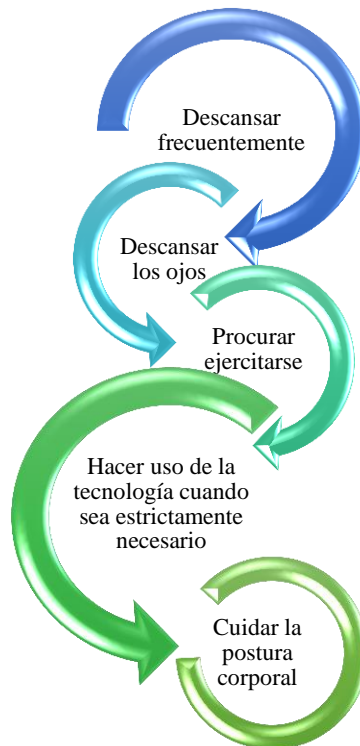 Descansar
frecuentemente
Descansar
los ojos
Procurar
ejercitarse
Hacer uso de la
tecnología cuando
sea estrictamente
necesario
Cuidar la
postura
corporal